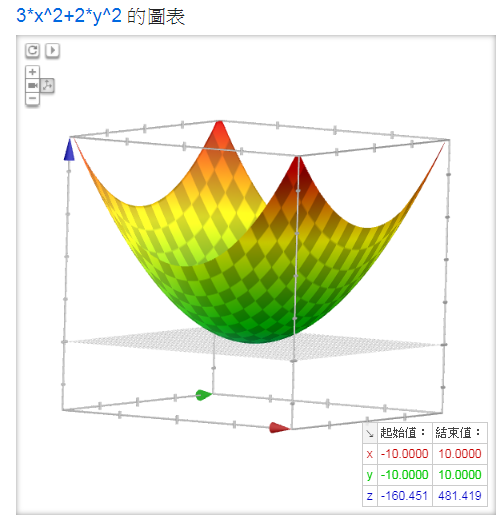 3*x^2+2*y^2 的圖表
起始值： 結束值：
x -10.0000 10.0000
y -10.0000 10.0000
z -160.451 481.419